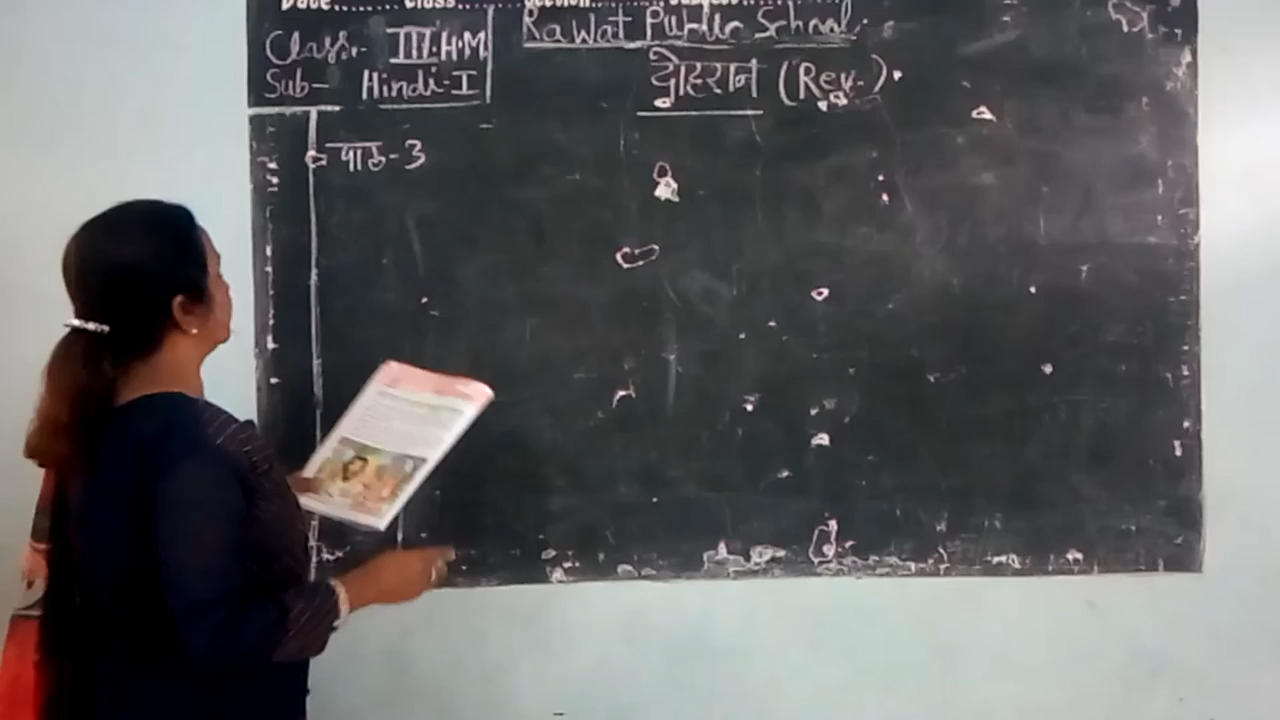 Date........ Class........ Section........ Subject........
Rawat Public School.
Class:- III.H.M.
Sub- Hindi-I
दोहरान (Rev.)
पाठ-3